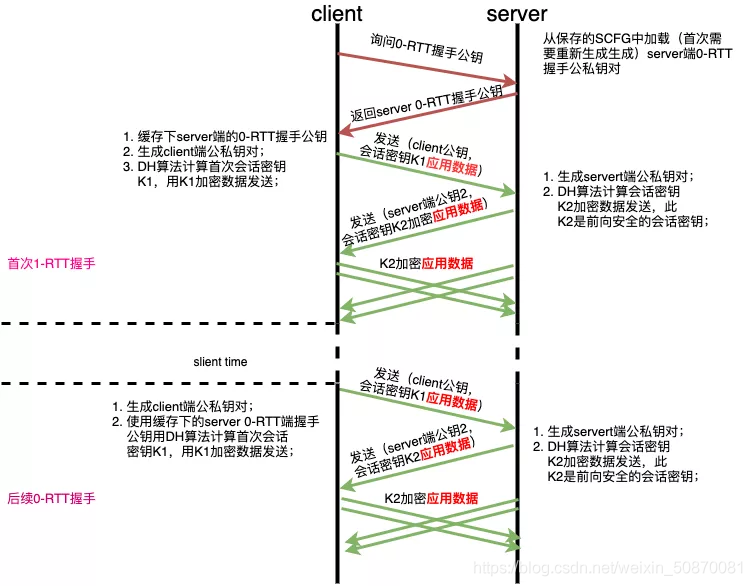 client
server
询问0-RTT握手公钥
从保存的SCFG中加载（首次需
要重新生成生成）server端0-RTT
握手公私钥对
返回server 0-RTT握手公钥
1. 缓存下server端的0-RTT握手公钥
2. 生成client端公私钥对；
3. DH算法计算首次会话密钥
K1，用K1加密数据发送；
发送（client公钥，
会话密钥K1应用数据）
1. 生成servert端公私钥对；
2. DH算法计算会话密钥
K2加密数据发送，此
K2是前向安全的会话密钥；
发送（server端公钥2，
会话密钥K2加密应用数据）
首次1-RTT握手
K2加密应用数据
slient time
发送（client公钥，
会话密钥K1应用数据）
1. 生成client端公私钥对；
2. 使用缓存下的server 0-RTT端握手
公钥用DH算法计算首次会话
密钥K1，用K1加密数据发送；
1. 生成servert端公私钥对；
2. DH算法计算会话密钥
K2加密数据发送，此
K2是前向安全的会话密钥；
发送（server端公钥2，
会话密钥K2应用数据）
后续0-RTT握手
K2加密应用数据
https://blog.csdn.net/weixin_50870081